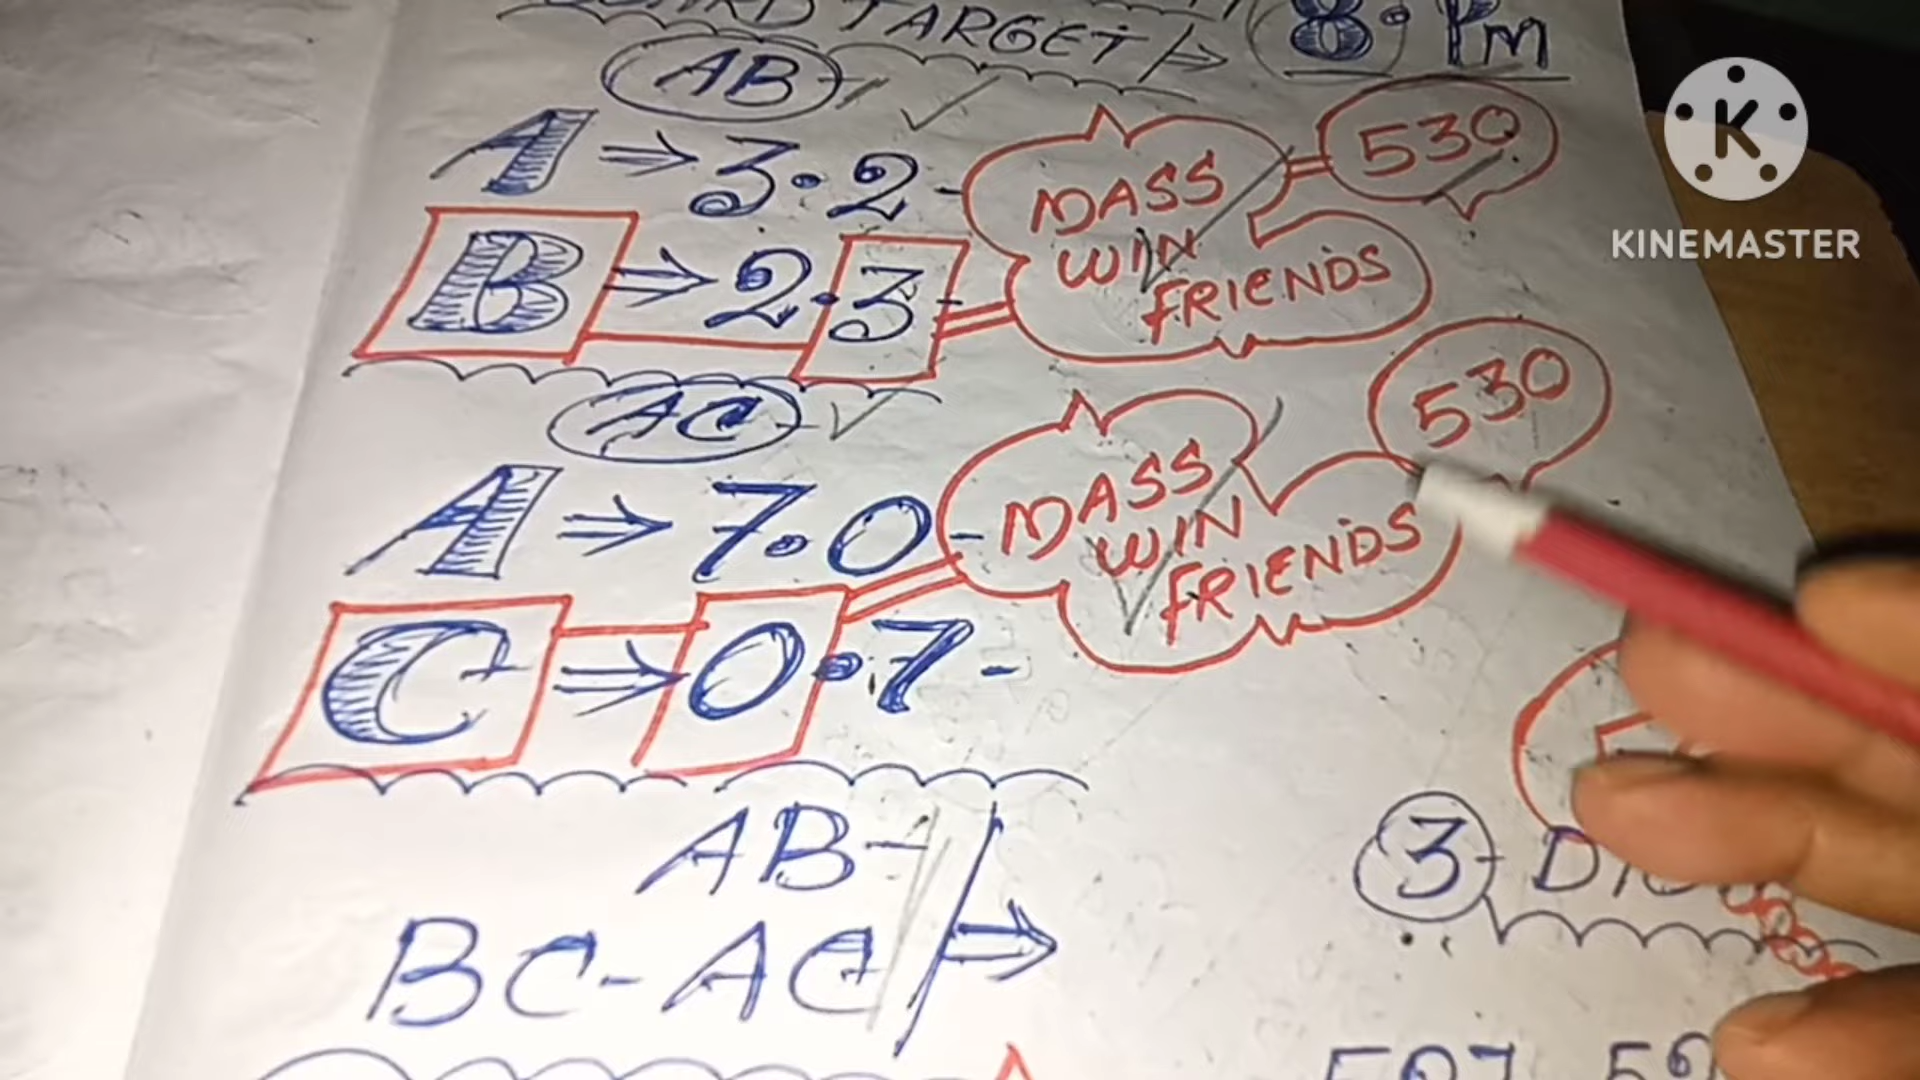 BOARD TARGET 8. Pm
AB
A ⇒ 3.2
B ⇒ 2.3
MASS
WIN
FRIENDS
530
AC
A ⇒ 7.0
C ⇒ 0.7
MASS
WIN
FRIENDS
530
AB
BC-AC ⇒
3
KINEMASTER